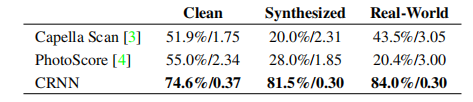 Clean Synthesized Real-World
Capella Scan [3] 51.9%/1.75 20.0%/2.31 43.5%/3.05
PhotoScore [4] 55.0%/2.34 28.0%/1.85 20.4%/3.00
CRNN 74.6%/0.37 81.5%/0.30 84.0%/0.30